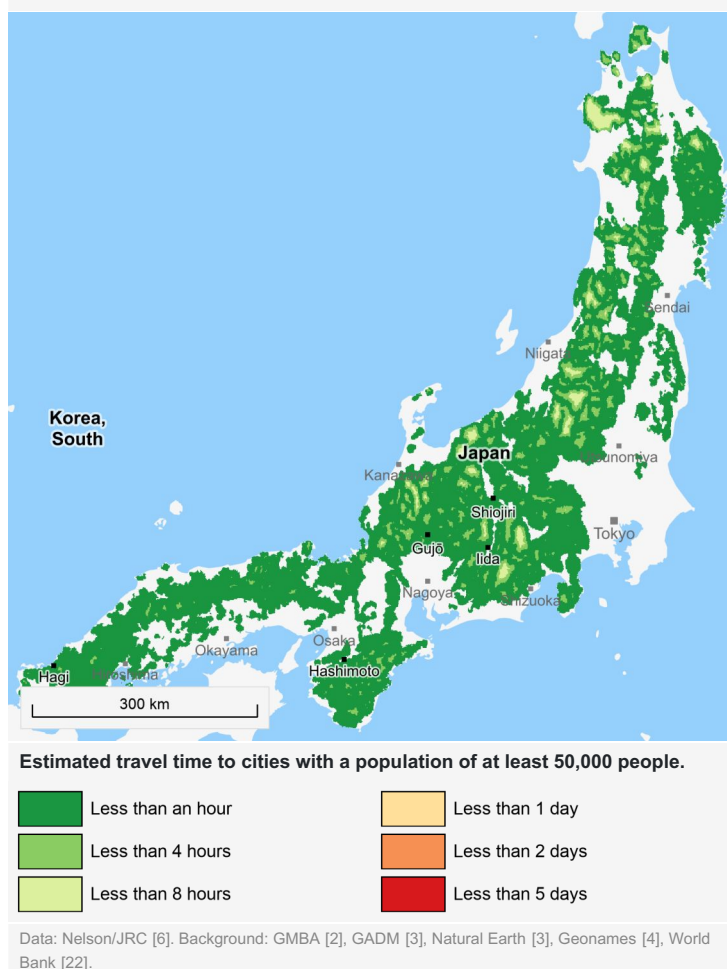 Sendai
Niigata
Korea,
South
Japan
Shiojiri
Tokyo
Gujō
Iida
Nagoya
Shizuoka
Osaka
Okayama
Hashimoto
Hagi
300 km
Estimated travel time to cities with a population of at least 50,000 people.
Less than an hour
Less than 1 day
Less than 4 hours
Less than 2 days
Less than 8 hours
Less than 5 days
Data: Nelson/JRC [6]. Background: GMBA [2], GADM [3], Natural Earth [3], Geonames [4], World
Bank [22].